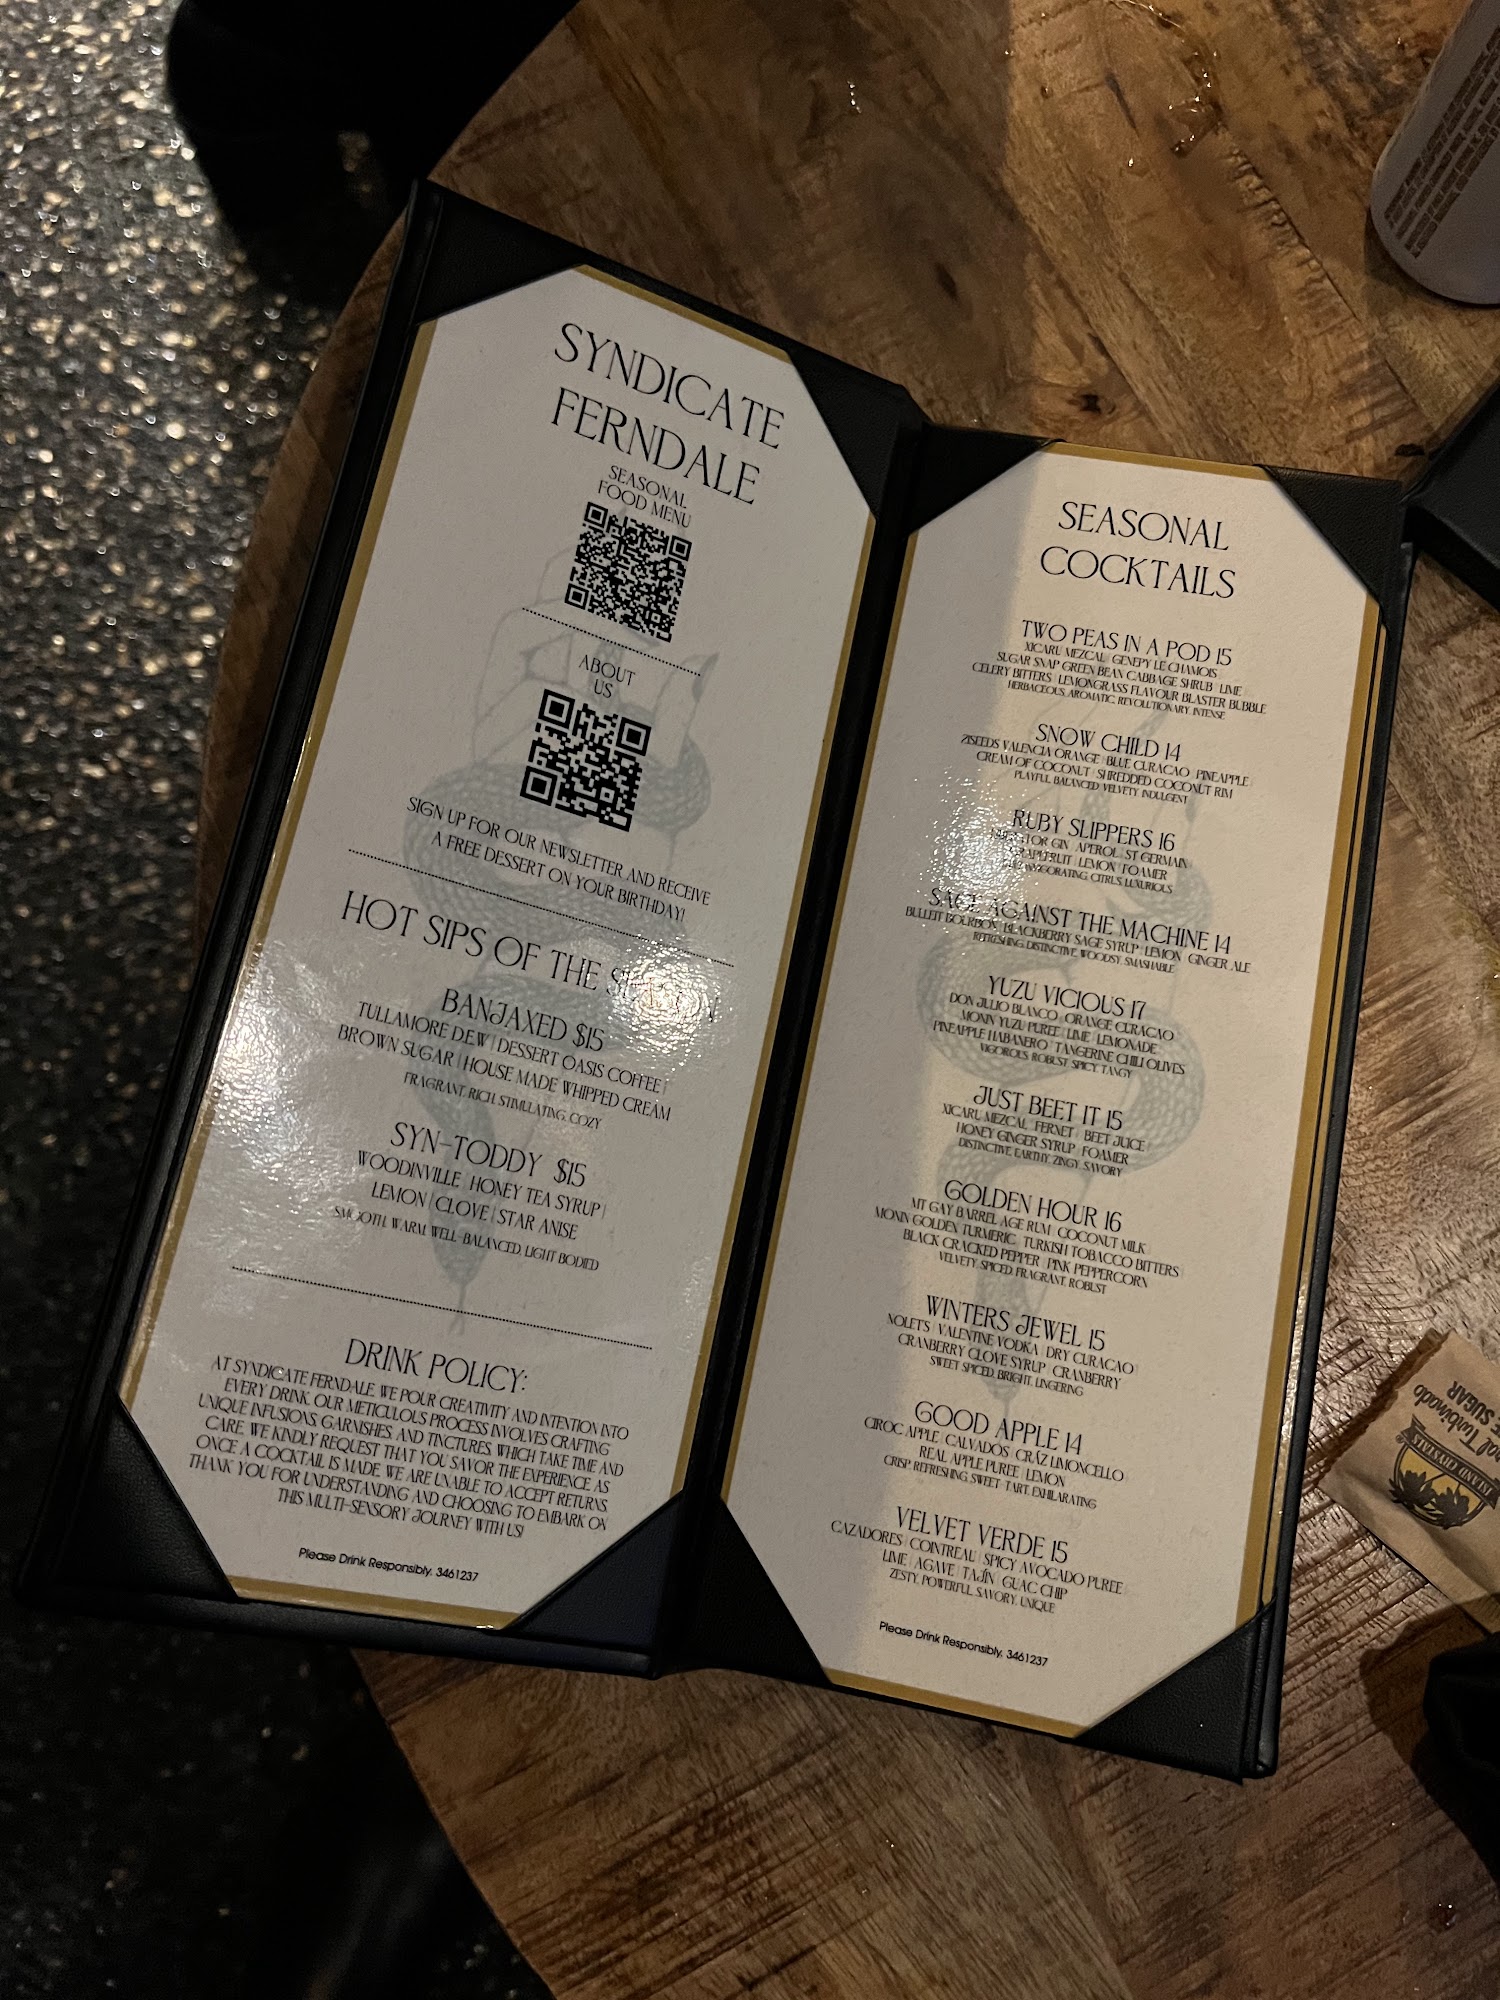 SYNDICATE
FERNDALE
SEASONAL
FOOD MENU
ABOUT
US
SIGN UP FOR OUR NEWSLETTER AND RECEIVE
A FREE DESSERT ON YOUR BIRTHDAY!
HOT SIPS OF THE SEASON
BANJAXED $15
TULLAMORE D.E.W | DESSERT OASIS COFFEE |
BROWN SUGAR | HOUSE MADE WHIPPED CREAM
FRAGRANT, RICH, STIMULATING, COZY
SYN-TODDY $15
WOODINVILLE | HONEY TEA SYRUP |
LEMON | CLOVE | STAR ANISE
SMOOTH, WARM, WELL-BALANCED, LIGHT BODIED
DRINK POLICY:
AT SYNDICATE FERNDALE, WE POUR CREATIVITY AND INTENTION INTO
EVERY DRINK. OUR METICULOUS PROCESS INVOLVES CRAFTING
UNIQUE INFUSIONS, GARNISHES, AND TINCTURES, WHICH TAKE TIME AND
CARE. WE KINDLY REQUEST THAT YOU SAVOR THE EXPERIENCE, AS
ONCE A COCKTAIL IS MADE, WE ARE UNABLE TO ACCEPT RETURNS.
THANK YOU FOR UNDERSTANDING AND CHOOSING TO EMBARK ON
THIS MULTI-SENSORY JOURNEY WITH US!
Please Drink Responsibly. 3461237
SEASONAL
COCKTAILS
TWO PEAS IN A POD 15
XICARU MEZCAL | GENEPY LE CHAMOIS
SUGAR SNAP GREEN BEAN CABBAGE SHRUB | LIME
CELERY BITTERS | LEMONGRASS FLAVOUR BLASTER BUBBLE
HERBACEOUS, AROMATIC, REVOLUTIONARY, INTENSE
SNOW CHILD 14
ZISEEDS VALENCIA ORANGE | BLUE CURACAO | PINEAPPLE |
CREAM OF COCONUT | SHREDDED COCONUT RIM
PLAYFUL, BALANCED, VELVETY, INDULGENT
RUBY SLIPPERS 16
GIN | APEROL | ST GERMAIN |
GRAPEFRUIT | LEMON | FOAMER
INVIGORATING, CITRUS, LUXURIOUS
SAGE AGAINST THE MACHINE 14
BULLEIT BOURBON | BLACKBERRY SAGE SYRUP | LEMON | GINGER ALE
REFRESHING, DISTINCTIVE, WOODSY, SMASHABLE
YUZU VICIOUS 17
DON JULIO BLANCO | ORANGE CURACAO
MONIN YUZU PUREE | LIME | LEMONADE
PINEAPPLE HABANERO | TANGERINE CHILI OLIVES
VIGOROUS, ROBUST, SPICY, TANGY
JUST BEET IT 15
XICARU MEZCAL | FERNET | BEET JUICE |
HONEY GINGER SYRUP | FOAMER
DISTINCTIVE, EARTHY, ZINGY, SAVORY
GOLDEN HOUR 16
MT GAY BARREL AGE RUM | COCONUT MILK |
MONIN GOLDEN TURMERIC | TURKISH TOBACCO BITTERS |
BLACK CRACKED PEPPER | PINK PEPPERCORN
VELVETY, SPICED, FRAGRANT, ROBUST
WINTERS JEWEL 15
NOLET'S | VALENTINE VODKA | DRY CURACAO |
CRANBERRY CLOVE SYRUP | CRANBERRY
SWEET SPICED, BRIGHT, LINGERING
GOOD APPLE 14
CIROC APPLE | CALVADOS | CRÁZ LIMONCELLO
REAL APPLE PUREE | LEMON
CRISP, REFRESHING, SWEET-TART, EXHILARATING
VELVET VERDE 15
CAZADORES | COINTREAU | SPICY AVOCADO PUREE |
LIME | AGAVE | TAJÍN | GUAC CHIP
ZESTY, POWERFUL, SAVORY, UNIQUE
Please Drink Responsibly. 3461237
Turbinado
SUGAR
ISLAND CRYSTALS